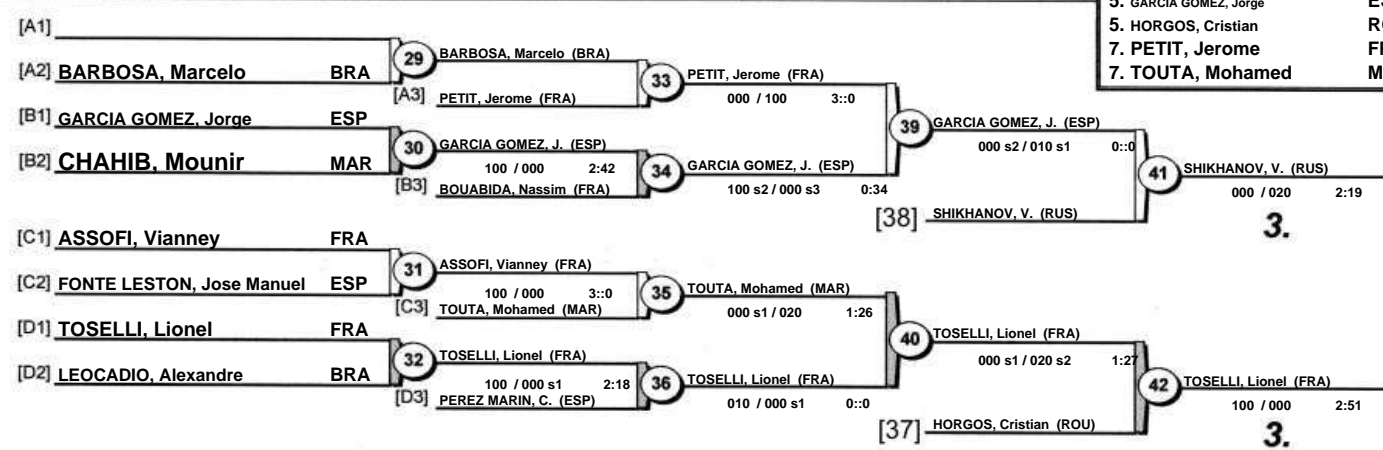 5. GARCIA GOMEZ, Jorge
5. HORGOS, Cristian
7. PETIT, Jerome
7. TOUTA, Mohamed
[A1]
[A2] BARBOSA, Marcelo BRA
29 BARBOSA, Marcelo (BRA)
[A3] PETIT, Jerome (FRA)
33 PETIT, Jerome (FRA)
000 / 100 3::0
[B1] GARCIA GOMEZ, Jorge ESP
[B2] CHAHIB, Mounir MAR
30 GARCIA GOMEZ, J. (ESP)
100 / 000 2:42
[B3] BOUABIDA, Nassim (FRA)
34 GARCIA GOMEZ, J. (ESP)
100 s2 / 000 s3 0:34
39 GARCIA GOMEZ, J. (ESP)
000 s2 / 010 s1 0::0
[38] SHIKHANOV, V. (RUS)
41 SHIKHANOV, V. (RUS)
000 / 020 2:19
3.
[C1] ASSOFI, Vianney FRA
[C2] FONTE LESTON, Jose Manuel ESP
31 ASSOFI, Vianney (FRA)
100 / 000 3::0
[C3] TOUTA, Mohamed (MAR)
35 TOUTA, Mohamed (MAR)
000 s1 / 020 1:26
[D1] TOSELLI, Lionel FRA
[D2] LEOCADIO, Alexandre BRA
32 TOSELLI, Lionel (FRA)
100 / 000 s1 2:18
[D3] PEREZ MARIN, C. (ESP)
36 TOSELLI, Lionel (FRA)
010 / 000 s1 0::0
40 TOSELLI, Lionel (FRA)
000 s1 / 020 s2 1:27
[37] HORGOS, Cristian (ROU)
42 TOSELLI, Lionel (FRA)
100 / 000 2:51
3.